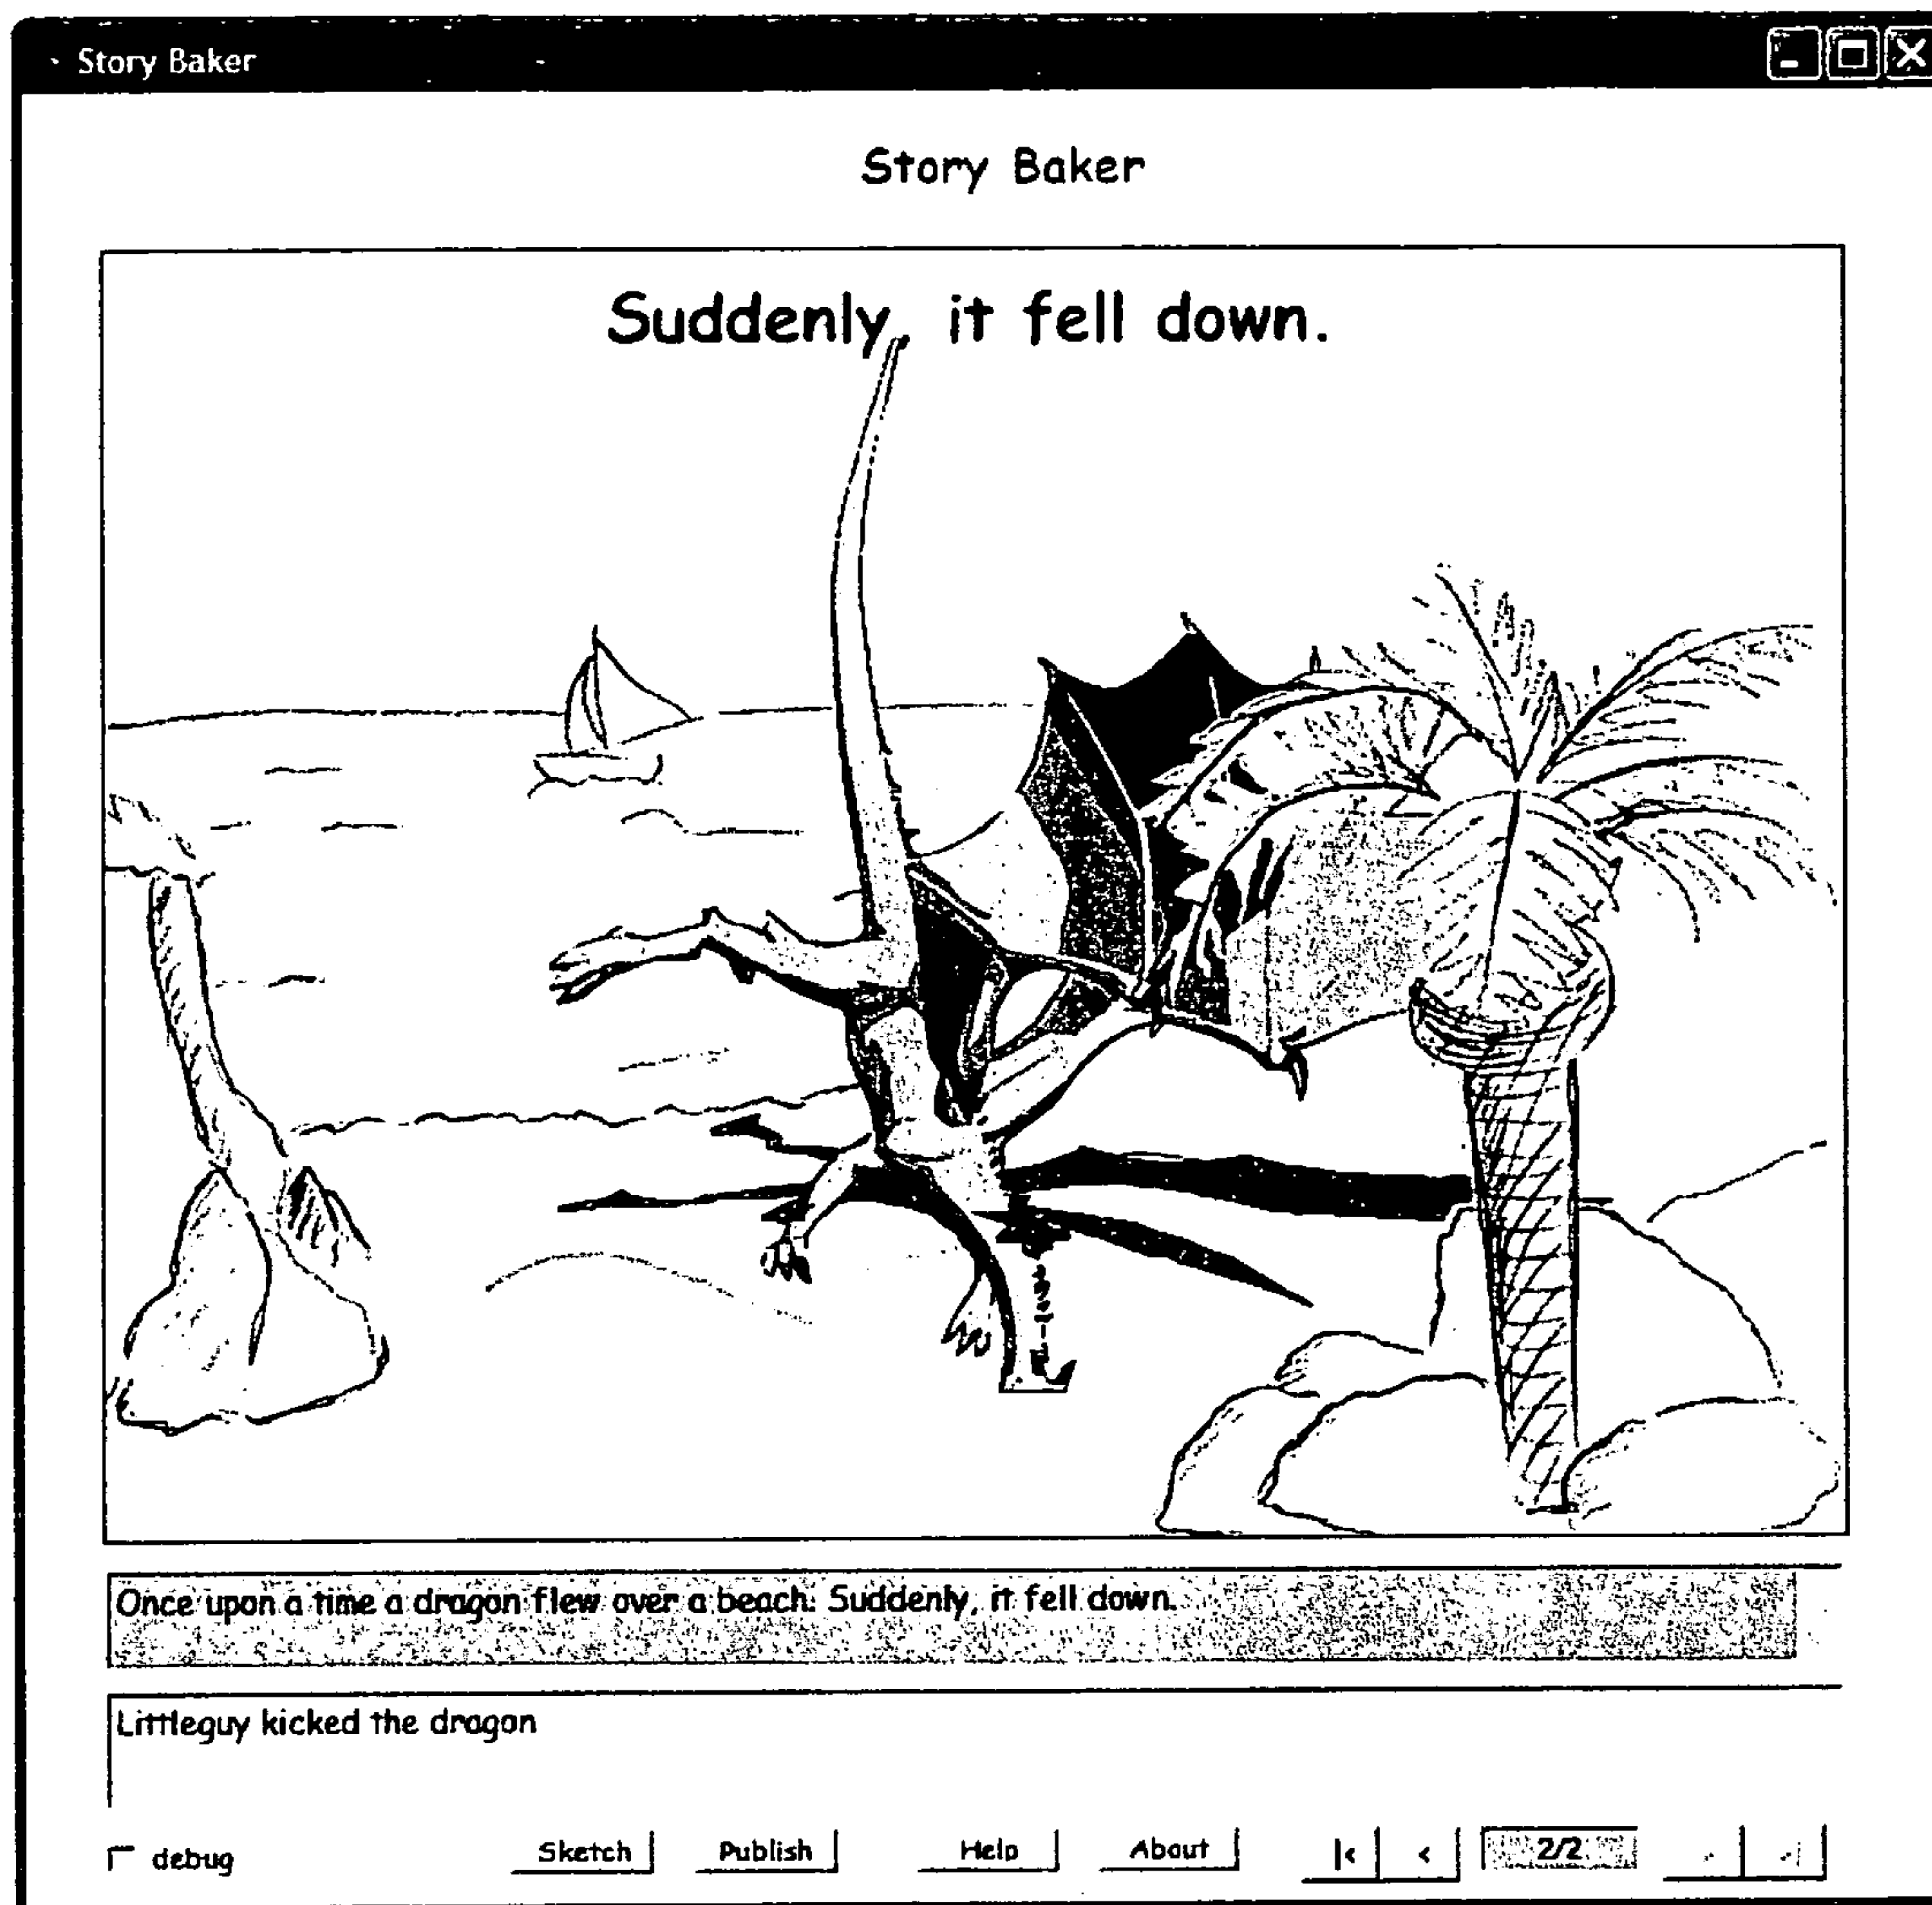 Story Baker
Story Baker
Suddenly, it fell down.
Once upon a time a dragon flew over a beach. Suddenly, it fell down.
Littleguy kicked the dragon
debug
Sketch
Publish
Help
About
|<
<
2/2